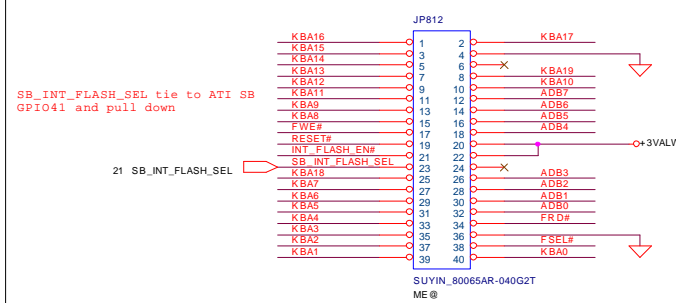 JP812
KBA16 1 2 KBA17
KBA15 3 4
KBA14 5 6
KBA13 7 8 KBA19
KBA12 9 10 KBA10
KBA11 11 12 ADB7
KBA9 13 14 ADB6
KBA8 15 16 ADB5
FWE# 17 18 ADB4
RESET# 19 20 +3VALW
INT_FLASH_EN# 21 22
21 SB_INT_FLASH_SEL SB_INT_FLASH_SEL 23 24
KBA18 25 26 ADB3
KBA7 27 28 ADB2
KBA6 29 30 ADB1
KBA5 31 32 ADB0
KBA4 33 34 FRD#
KBA3 35 36
KBA2 37 38 FSEL#
KBA1 39 40 KBA0
SB_INT_FLASH_SEL tie to ATI SB
GPIO41 and pull down
SUYIN_80065AR-040G2T
ME@